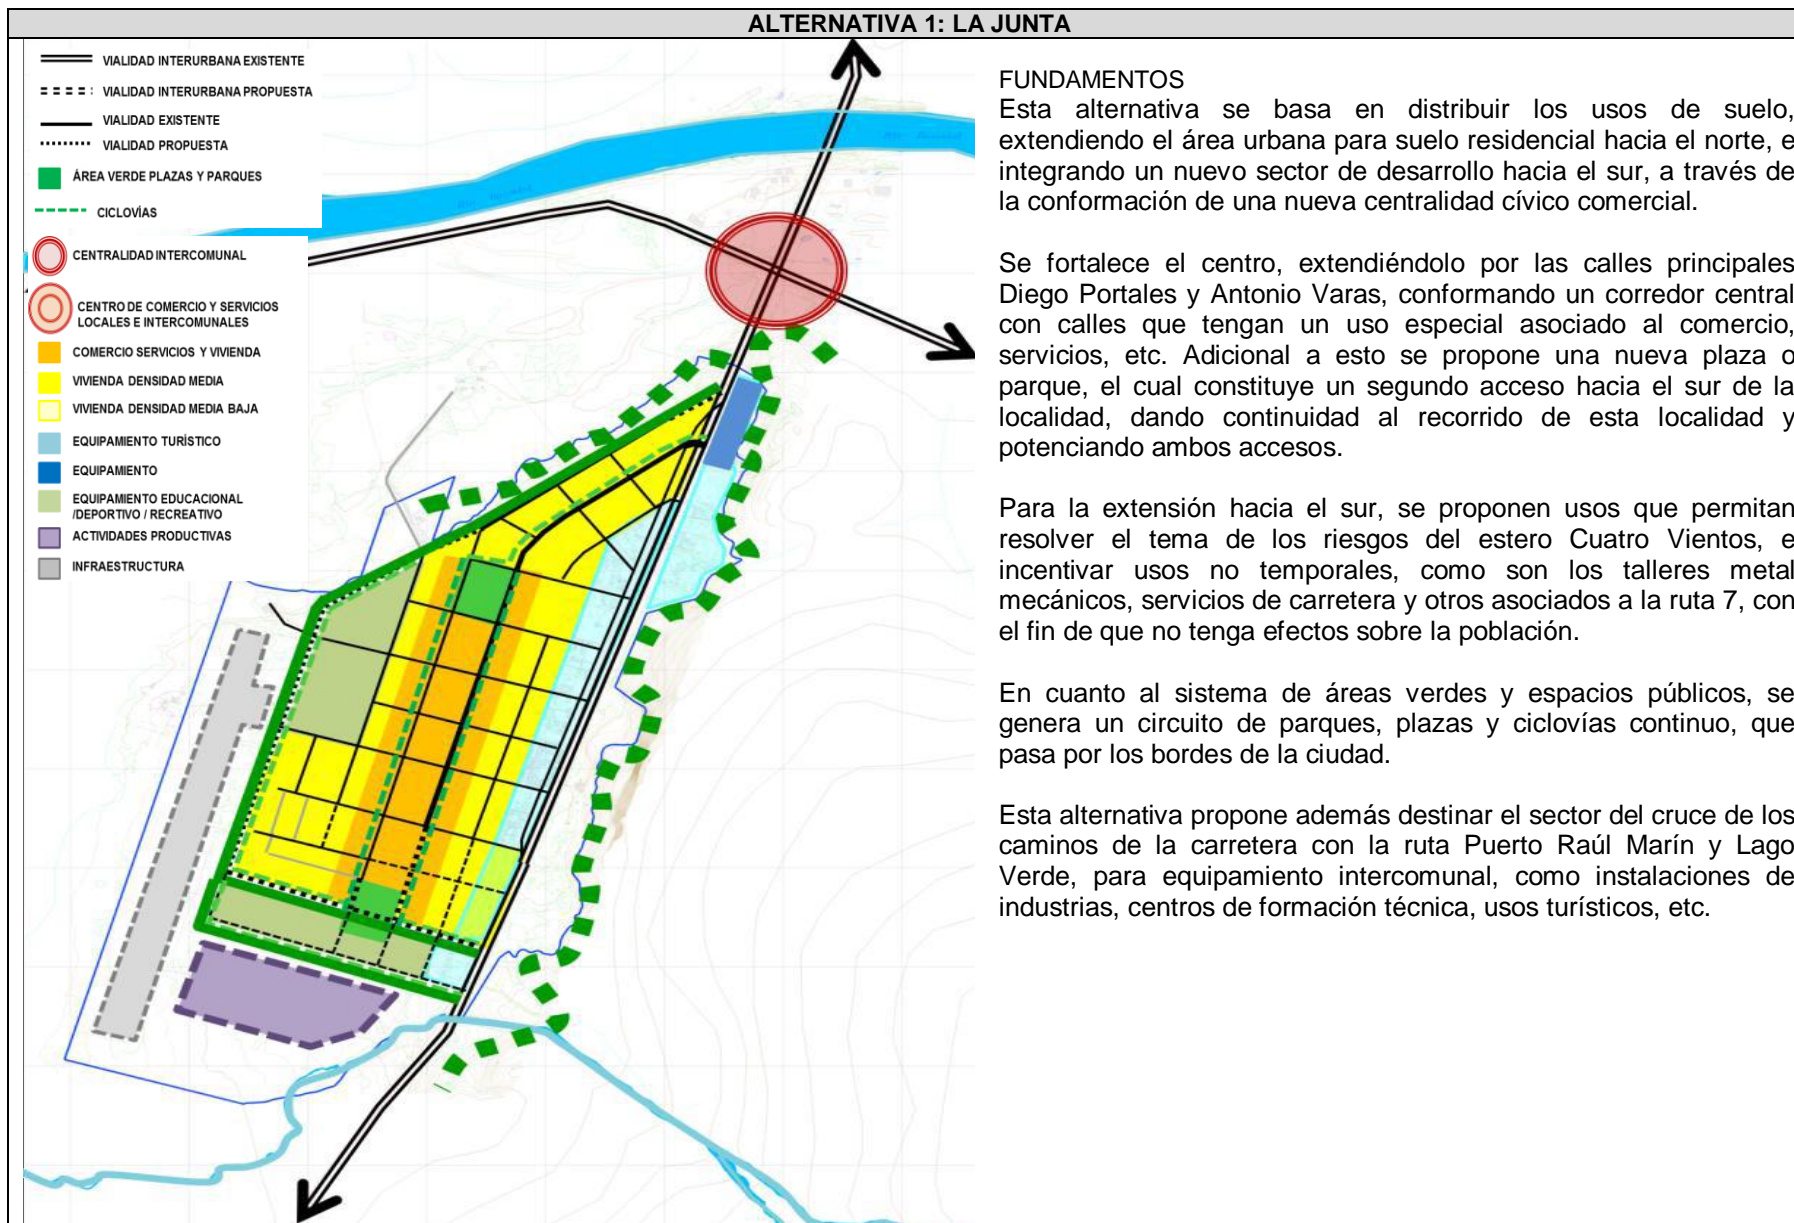 ALTERNATIVA 1: LA JUNTA
VIALIDAD INTERURBANA EXISTENTE
VIALIDAD INTERURBANA PROPUESTA
VIALIDAD EXISTENTE
VIALIDAD PROPUESTA
ÁREA VERDE PLAZAS Y PARQUES
CICLOVÍAS
CENTRALIDAD INTERCOMUNAL
CENTRO DE COMERCIO Y SERVICIOS
LOCALES E INTERCOMUNALES
COMERCIO SERVICIOS Y VIVIENDA
VIVIENDA DENSIDAD MEDIA
VIVIENDA DENSIDAD MEDIA BAJA
EQUIPAMIENTO TURÍSTICO
EQUIPAMIENTO
EQUIPAMIENTO EDUCACIONAL
/DEPORTIVO / RECREATIVO
ACTIVIDADES PRODUCTIVAS
INFRAESTRUCTURA
FUNDAMENTOS
Esta alternativa se basa en distribuir los usos de suelo,
extendiendo el área urbana para suelo residencial hacia el norte, e
integrando un nuevo sector de desarrollo hacia el sur, a través de
la conformación de una nueva centralidad cívico comercial.
Se fortalece el centro, extendiéndolo por las calles principales
Diego Portales y Antonio Varas, conformando un corredor central
con calles que tengan un uso especial asociado al comercio,
servicios, etc. Adicional a esto se propone una nueva plaza o
parque, el cual constituye un segundo acceso hacia el sur de la
localidad, dando continuidad al recorrido de esta localidad y
potenciando ambos accesos.
Para la extensión hacia el sur, se proponen usos que permitan
resolver el tema de los riesgos del estero Cuatro Vientos, e
incentivar usos no temporales, como son los talleres metal
mecánicos, servicios de carretera y otros asociados a la ruta 7, con
el fin de que no tenga efectos sobre la población.
En cuanto al sistema de áreas verdes y espacios públicos, se
genera un circuito de parques, plazas y ciclovías continuo, que
pasa por los bordes de la ciudad.
Esta alternativa propone además destinar el sector del cruce de los
caminos de la carretera con la ruta Puerto Raúl Marín y Lago
Verde, para equipamiento intercomunal, como instalaciones de
industrias, centros de formación técnica, usos turísticos, etc.